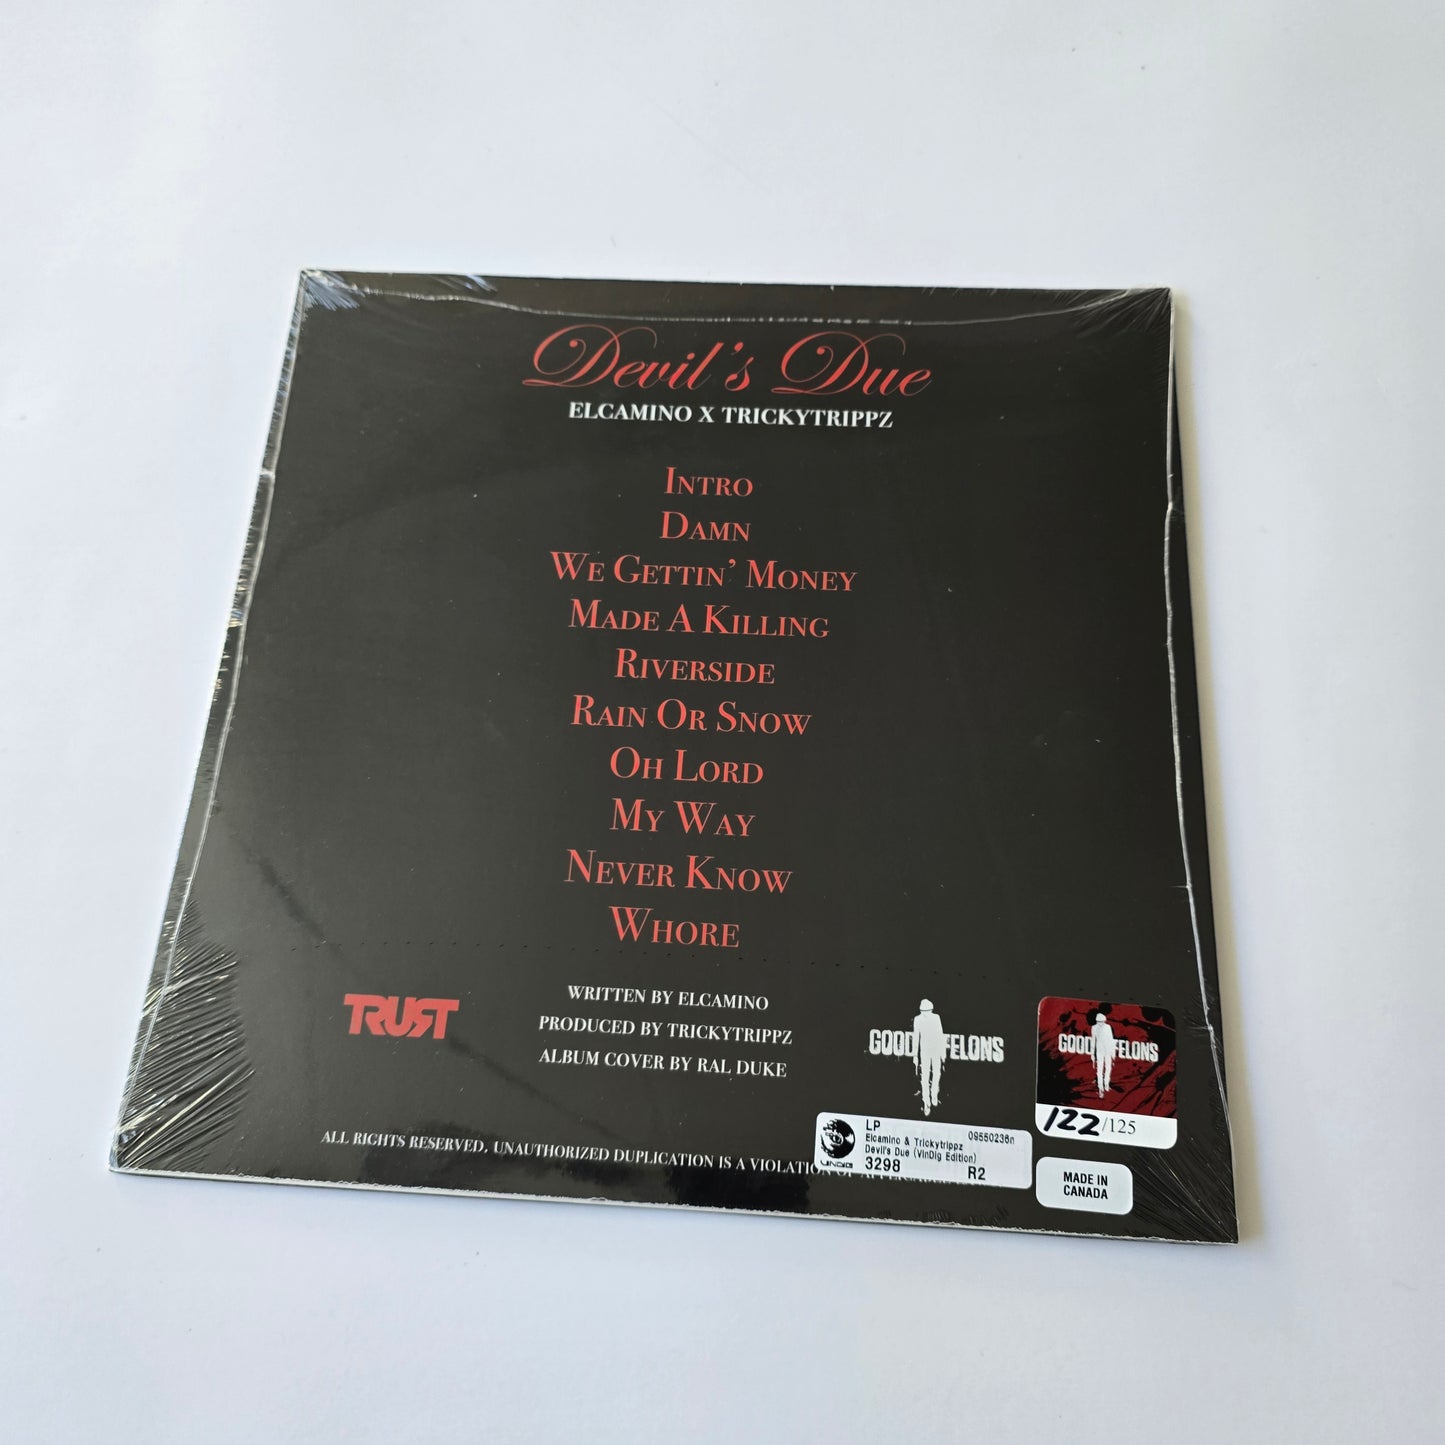 Devil's Due
ELCAMINO X TRICKYTRIPPZ
INTRO
DAMN
WE GETTIN' MONEY
MADE A KILLING
RIVERSIDE
RAIN OR SNOW
OH LORD
MY WAY
NEVER KNOW
WHORE
TRUST
WRITTEN BY ELCAMINO
PRODUCED BY TRICKYTRIPPZ
ALBUM COVER BY RAL DUKE
GOOD FELONS
GOOD FELONS
122/125
ALL RIGHTS RESERVED. UNAUTHORIZED DUPLICATION IS A VIOLATION OF
VINDIG
LP
Elcamino & Trickytrippz 09550236n
Devil's Due (VinDig Edition)
3298 R2
MADE IN
CANADA